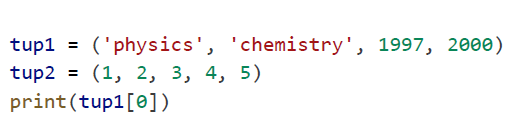 tup1 = ('physics', 'chemistry', 1997, 2000)
tup2 = (1, 2, 3, 4, 5)
print(tup1[0])